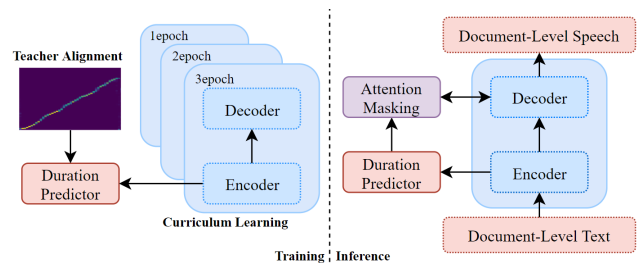 Teacher Alignment
1epoch
2epoch
3epoch
Decoder
Encoder
Duration
Predictor
Curriculum Learning
Training
Inference
Document-Level Speech
Attention
Masking
Decoder
Duration
Predictor
Encoder
Document-Level Text